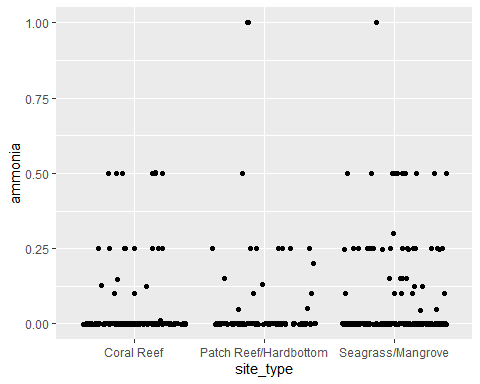 1.00
0.75
0.50
0.25
0.00
ammonia
Coral Reef
Patch Reef/Hardbottom
Seagrass/Mangrove
site_type